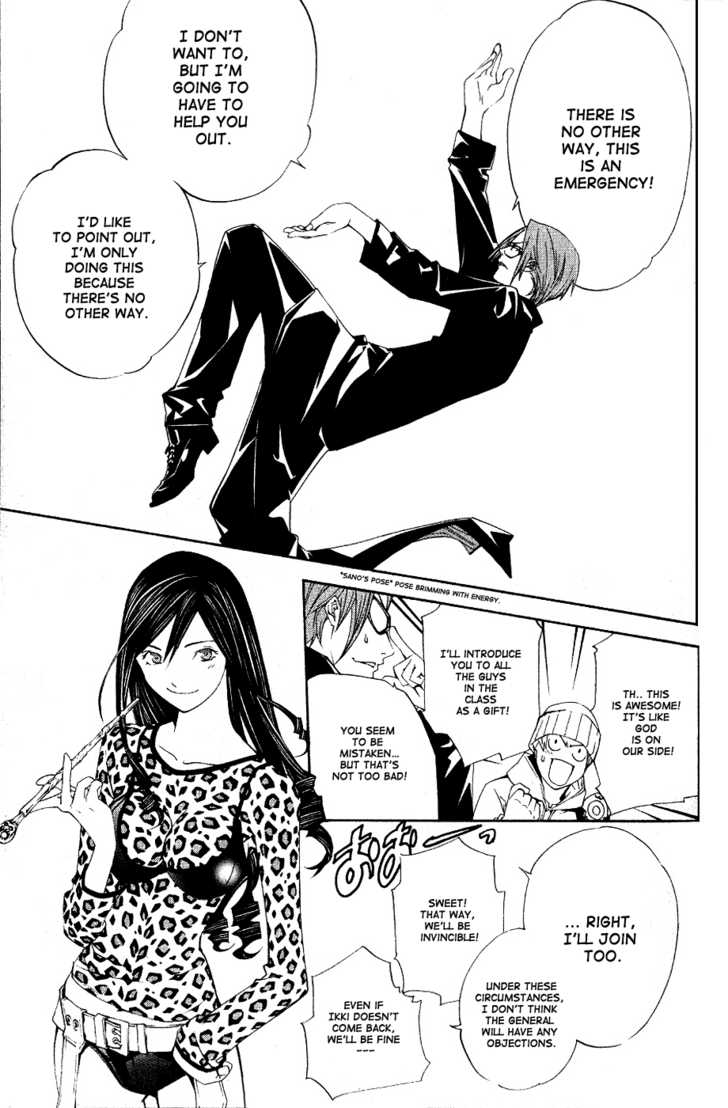 THERE IS
NO OTHER
WAY, THIS
IS AN
EMERGENCY!
I DON'T
WANT TO,
BUT I'M
GOING TO
HAVE TO
HELP YOU
OUT.
I'D LIKE
TO POINT OUT,
I'M ONLY
DOING THIS
BECAUSE
THERE'S NO
OTHER WAY.
"SANO'S POSE" POSE BRIMMING WITH ENERGY.
TH.. THIS
IS AWESOME!
IT'S LIKE
GOD
IS ON
OUR SIDE!
I'LL INTRODUCE
YOU TO ALL
THE GUYS
IN THE
CLASS
AS A GIFT!
YOU SEEM
TO BE
MISTAKEN...
BUT THAT'S
NOT TOO BAD!
おおーっ
... RIGHT,
I'LL JOIN
TOO.
UNDER THESE
CIRCUMSTANCES,
I DON'T THINK
THE GENERAL
WILL HAVE ANY
OBJECTIONS.
SWEET!
THAT WAY,
WE'LL BE
INVINCIBLE!
EVEN IF
IKKI DOESN'T
COME BACK,
WE'LL BE FINE
---